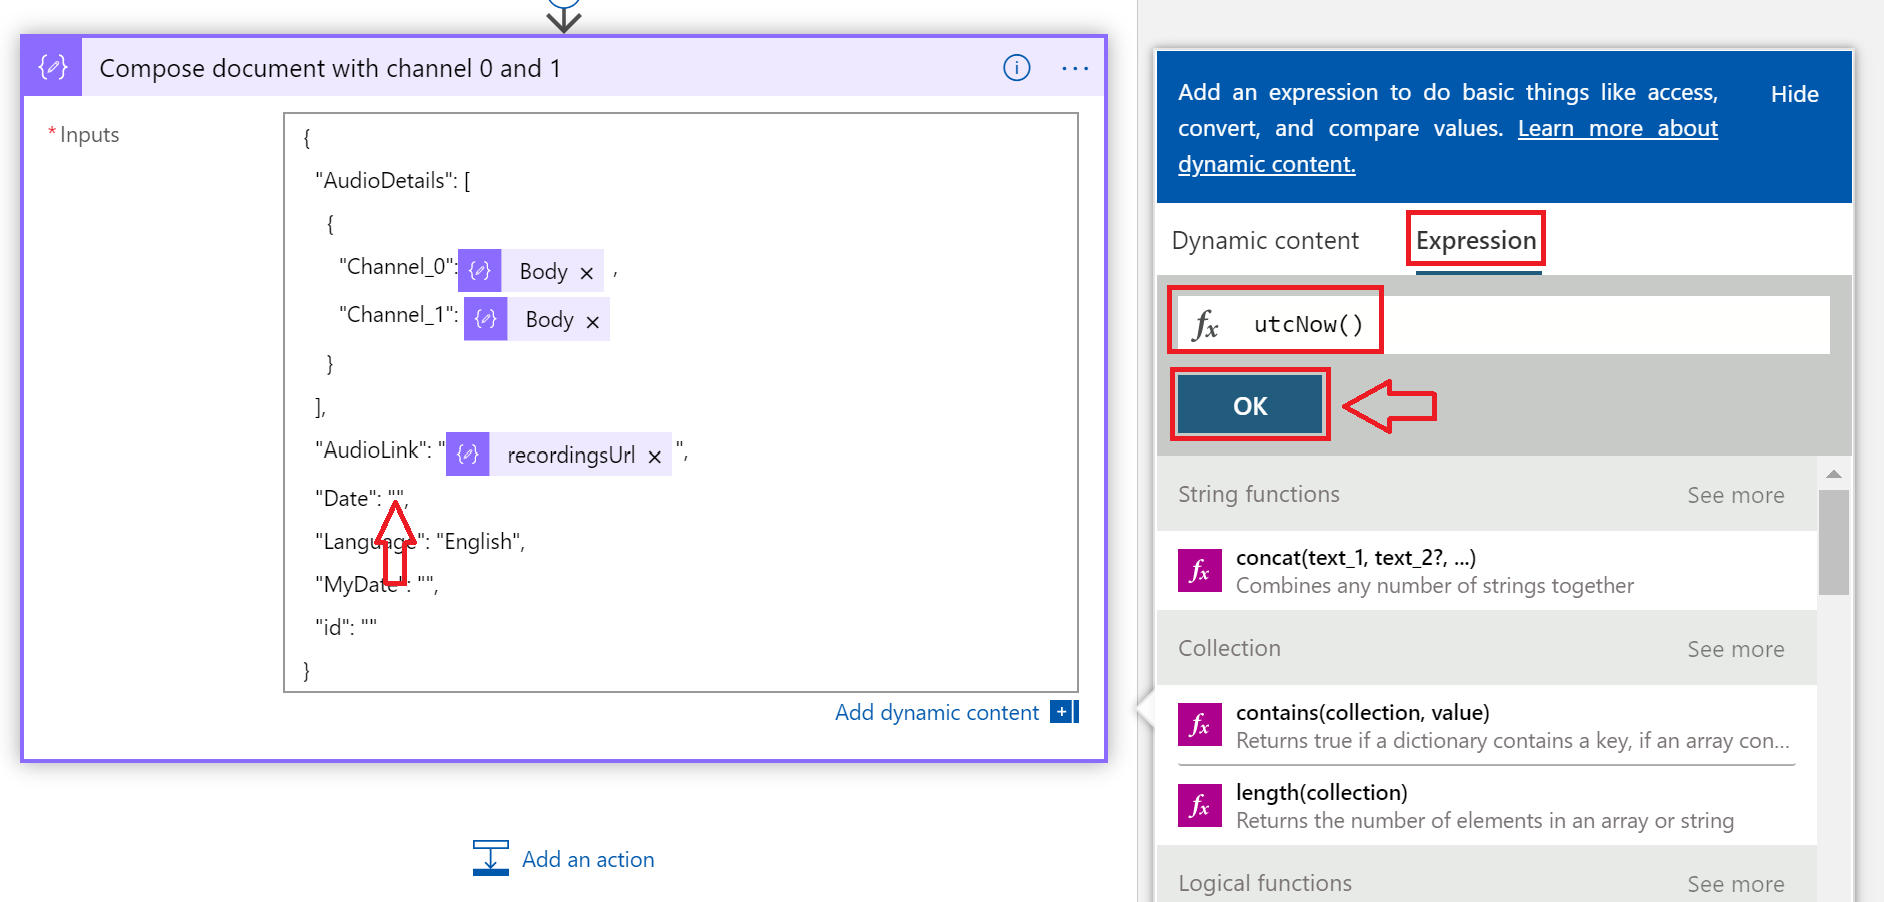 Compose document with channel 0 and 1
*Inputs
{
"AudioDetails": [
{
"Channel_0": Body × ,
"Channel_1": Body ×
}
],
"AudioLink": " recordingsUrl × ",
"Date": "",
"Language": "English",
"MyDate": "",
"id": ""
}
Add dynamic content
Add an action
Add an expression to do basic things like access,
convert, and compare values. Learn more about
dynamic content.
Hide
Dynamic content Expression
fx utcNow()
OK
String functions See more
fx concat(text_1, text_2?, ...)
Combines any number of strings together
Collection See more
fx contains(collection, value)
Returns true if a dictionary contains a key, if an array con...
fx length(collection)
Returns the number of elements in an array or string
Logical functions See more